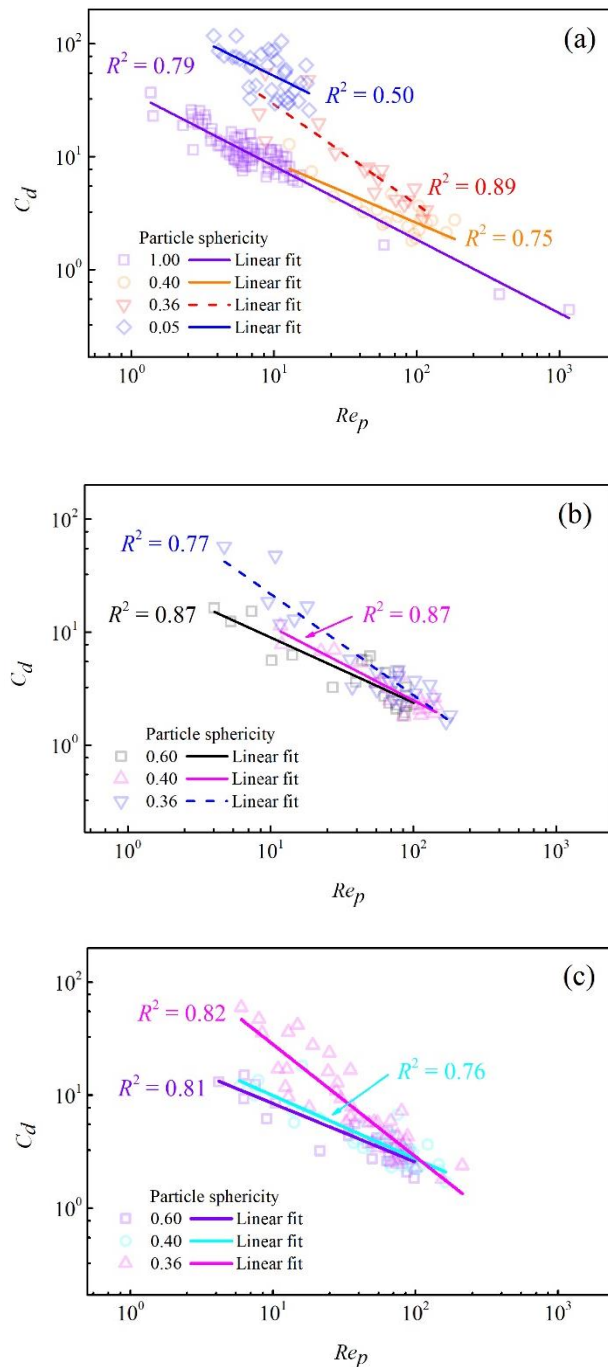 (a)
10²
R² = 0.79
R² = 0.50
10¹
R² = 0.89
C_d
R² = 0.75
Particle sphericity
10⁰
1.00 Linear fit
0.40 Linear fit
0.36 Linear fit
0.05 Linear fit
10⁰ 10¹ 10² 10³
Re_p
(b)
10²
R² = 0.77
R² = 0.87
R² = 0.87
10¹
C_d
10⁰
Particle sphericity
0.60 Linear fit
0.40 Linear fit
0.36 Linear fit
10⁰ 10¹ 10² 10³
Re_p
(c)
10²
R² = 0.82
R² = 0.76
R² = 0.81
10¹
C_d
10⁰
Particle sphericity
0.60 Linear fit
0.40 Linear fit
0.36 Linear fit
10⁰ 10¹ 10² 10³
Re_p